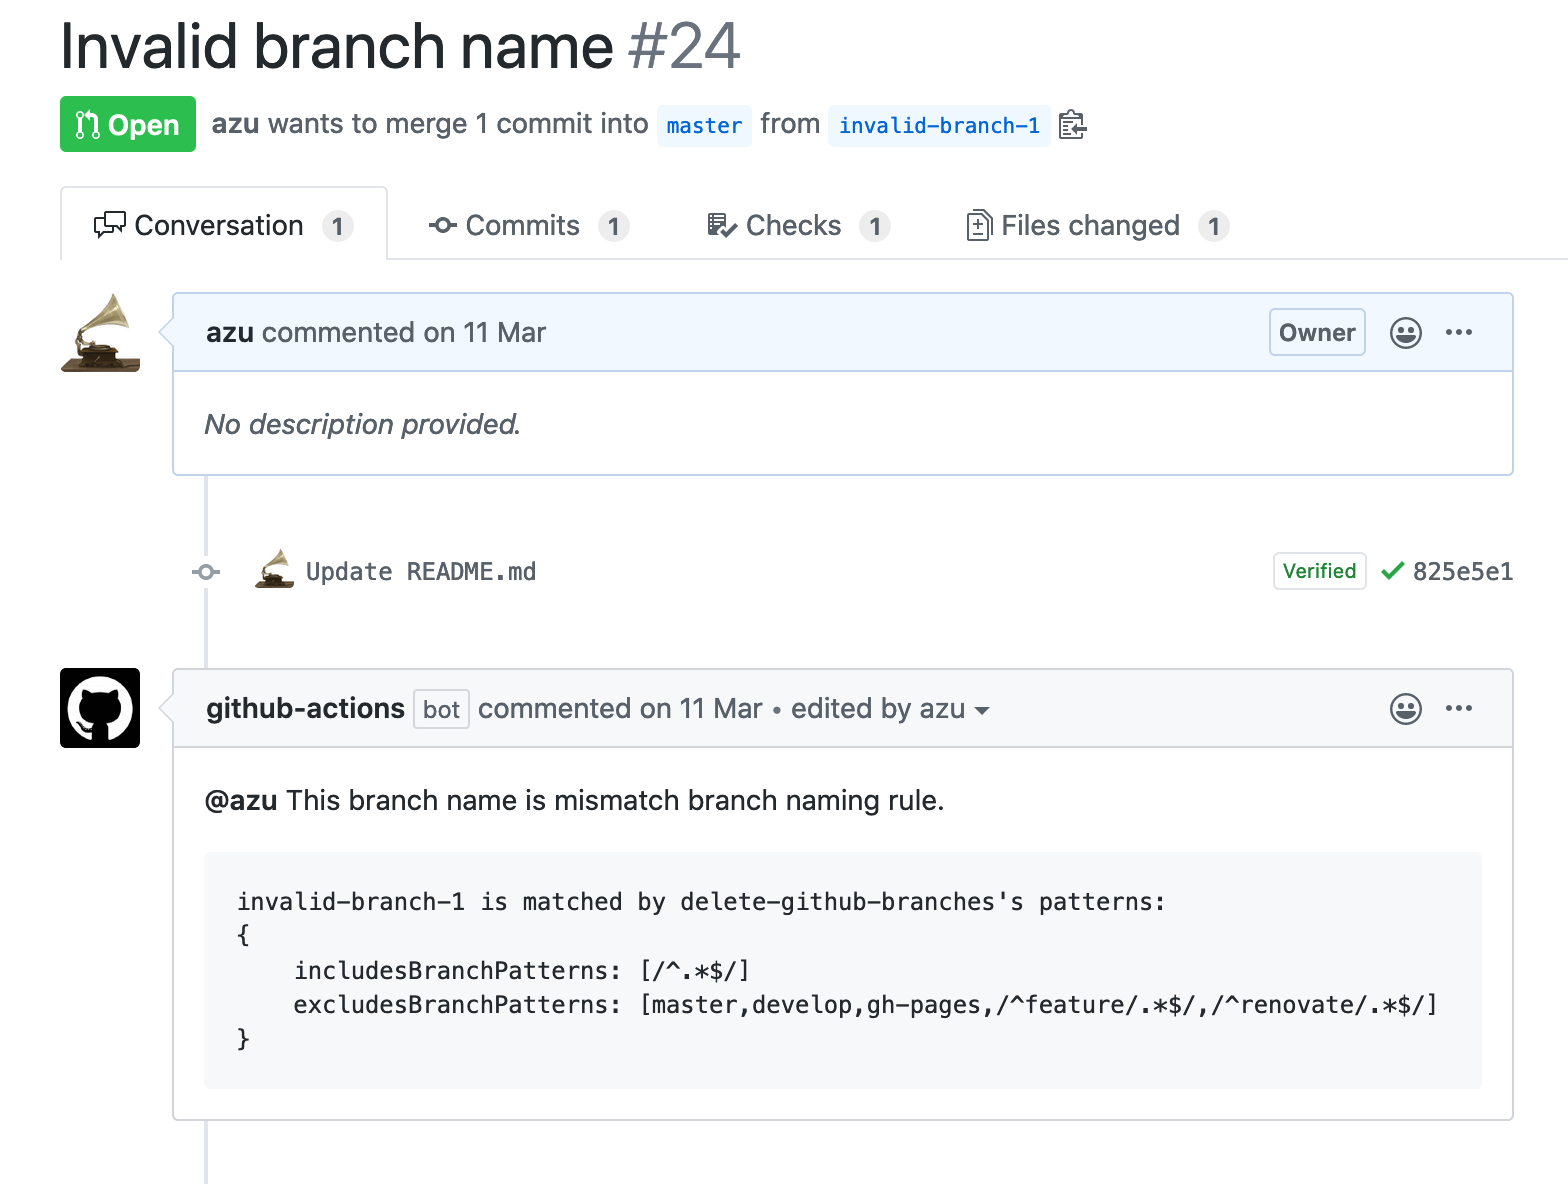 Invalid branch name #24
Open azu wants to merge 1 commit into master from invalid-branch-1
Conversation 1 Commits 1 Checks 1 Files changed 1
azu commented on 11 Mar Owner
No description provided.
Update README.md Verified 825e5e1
github-actions bot commented on 11 Mar • edited by azu
@azu This branch name is mismatch branch naming rule.
invalid-branch-1 is matched by delete-github-branches's patterns:
{
    includesBranchPatterns: [/^.*$/]
    excludesBranchPatterns: [master,develop,gh-pages,/^feature/.*$/,/^renovate/.*$/]
}